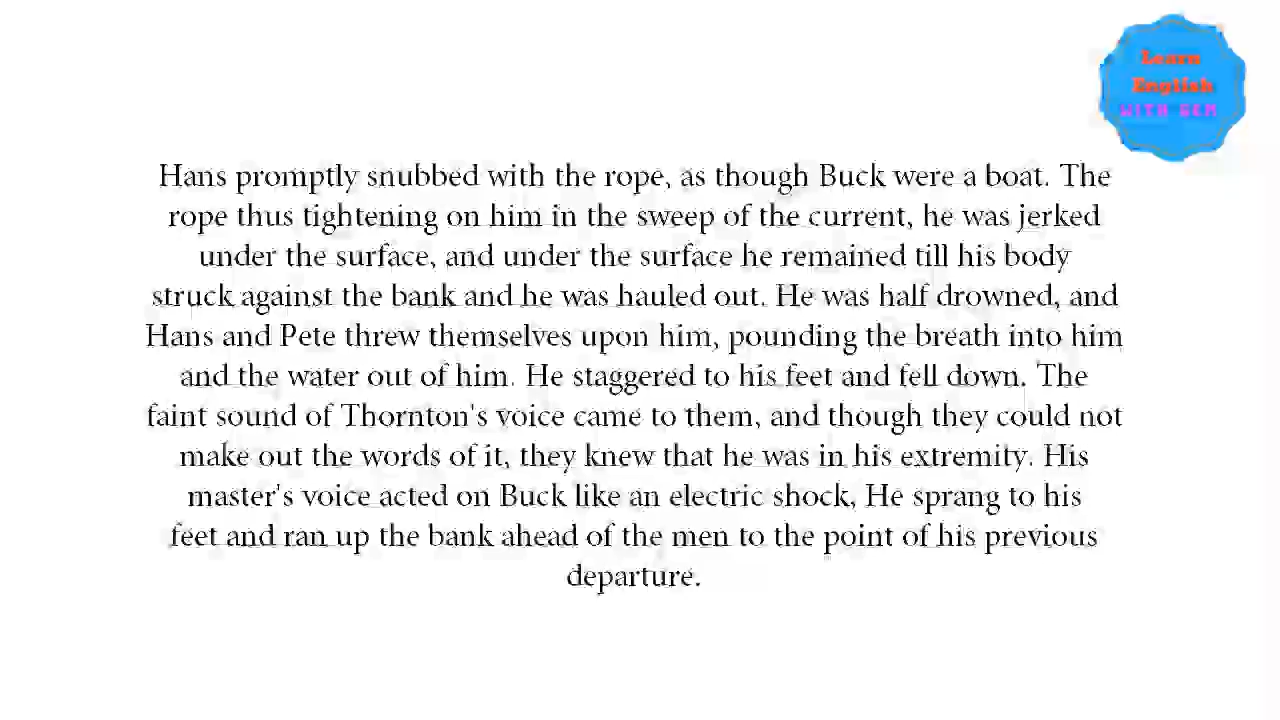 Learn
English
WITH GEM
Hans promptly snubbed with the rope, as though Buck were a boat. The
rope thus tightening on him in the sweep of the current, he was jerked
under the surface, and under the surface he remained till his body
struck against the bank and he was hauled out. He was half drowned, and
Hans and Pete threw themselves upon him, pounding the breath into him
and the water out of him. He staggered to his feet and fell down. The
faint sound of Thornton's voice came to them, and though they could not
make out the words of it, they knew that he was in his extremity. His
master's voice acted on Buck like an electric shock, He sprang to his
feet and ran up the bank ahead of the men to the point of his previous
departure.